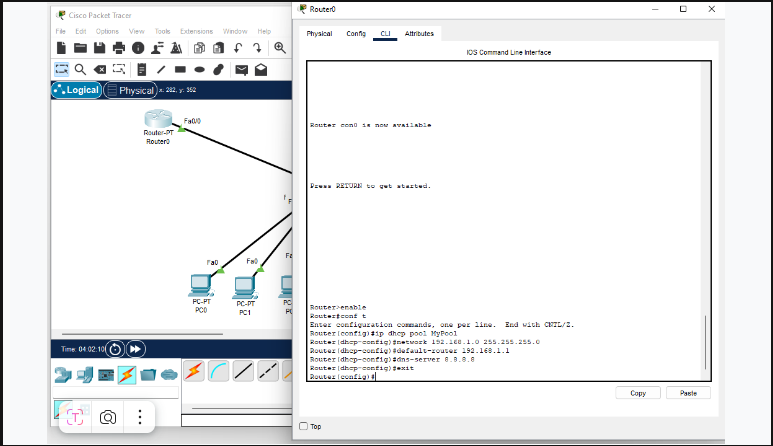 Cisco Packet Tracer
File Edit Options View Tools Extensions Window Help
Logical Physical x: 282, y: 352
Fa0/0
Router-PT
Router0
Fa0
Fa0
PC-PT
PC0
PC-PT
PC1
Time: 04:02:10
Router0
Physical Config CLI Attributes
IOS Command Line Interface
Router con0 is now available
Press RETURN to get started.
Router>enable
Router#conf t
Enter configuration commands, one per line. End with CNTL/Z.
Router(config)#ip dhcp pool MyPool
Router(dhcp-config)#network 192.168.1.0 255.255.255.0
Router(dhcp-config)#default-router 192.168.1.1
Router(dhcp-config)#dns-server 8.8.8.8
Router(dhcp-config)#exit
Router(config)#
Copy Paste
Top